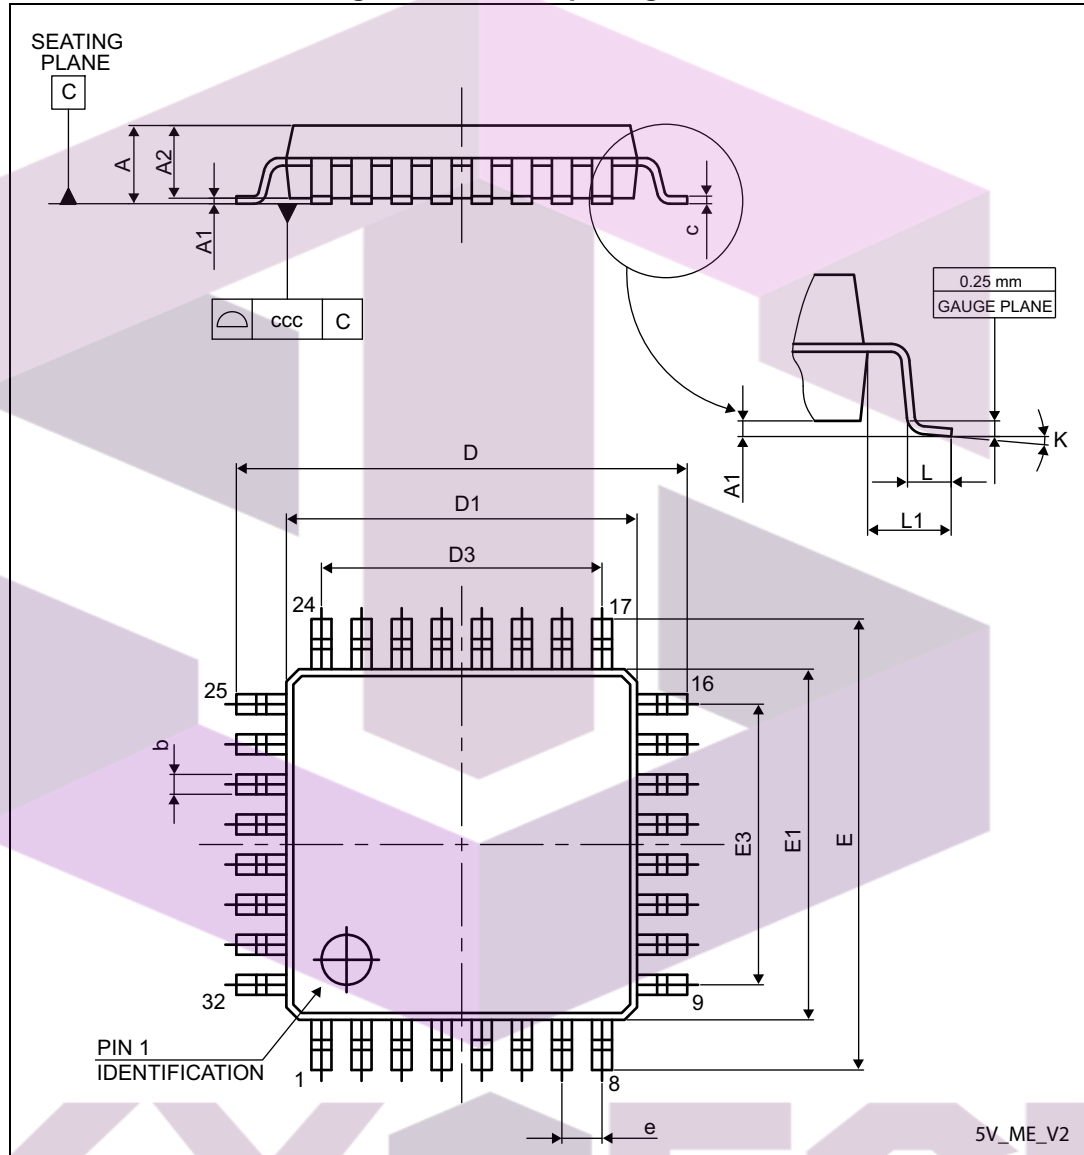 SEATING
PLANE
C
A
A2
A1
c
ccc
C
0.25 mm
GAUGE PLANE
A1
K
L
L1
D
D1
D3
24
17
25
16
b
E3
E1
E
32
9
PIN 1
IDENTIFICATION
1
8
e
5V_ME_V2